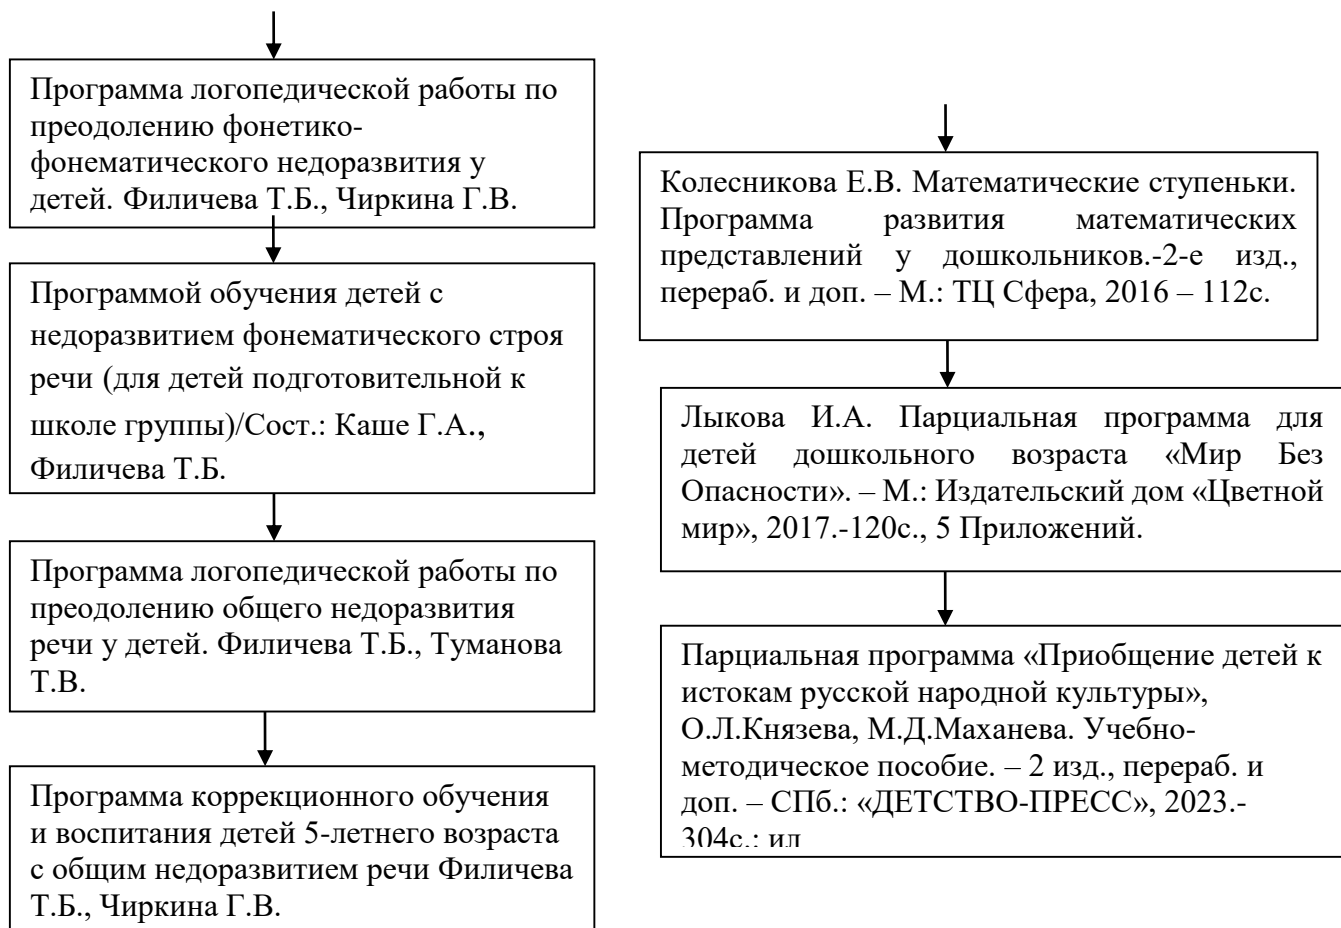 Программа логопедической работы по
преодолению фонетико-
фонематического недоразвития у
детей. Филичева Т.Б., Чиркина Г.В.
Программой обучения детей с
недоразвитием фонематического строя
речи (для детей подготовительной к
школе группы)/Сост.: Каше Г.А.,
Филичева Т.Б.
Программа логопедической работы по
преодолению общего недоразвития
речи у детей. Филичева Т.Б., Туманова
Т.В.
Программа коррекционного обучения
и воспитания детей 5-летнего возраста
с общим недоразвитием речи Филичева
Т.Б., Чиркина Г.В.
Колесникова Е.В. Математические ступеньки.
Программа развития математических
представлений у дошкольников.-2-е изд.,
перераб. и доп. – М.: ТЦ Сфера, 2016 – 112с.
Лыкова И.А. Парциальная программа для
детей дошкольного возраста «Мир Без
Опасности». – М.: Издательский дом «Цветной
мир», 2017.-120с., 5 Приложений.
Парциальная программа «Приобщение детей к
истокам русской народной культуры»,
О.Л.Князева, М.Д.Маханева. Учебно-
методическое пособие. – 2 изд., перераб. и
доп. – СПб.: «ДЕТСТВО-ПРЕСС», 2023.-
304с.: ил